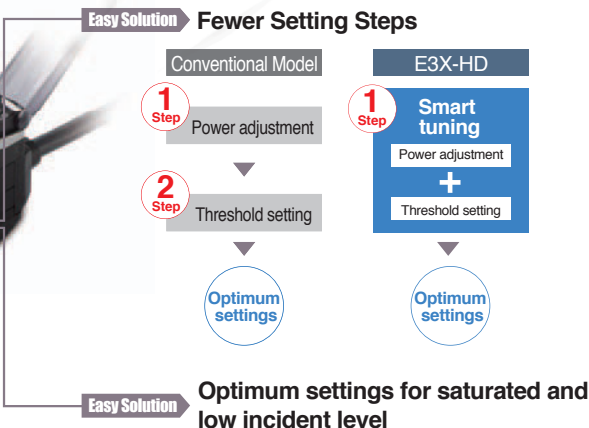 Easy Solution
Fewer Setting Steps
Conventional Model
E3X-HD
1
Step
Power adjustment
2
Step
Threshold setting
Optimum
settings
1
Step
Smart
tuning
Power adjustment
+
Threshold setting
Optimum
settings
Easy Solution
Optimum settings for saturated and
low incident level